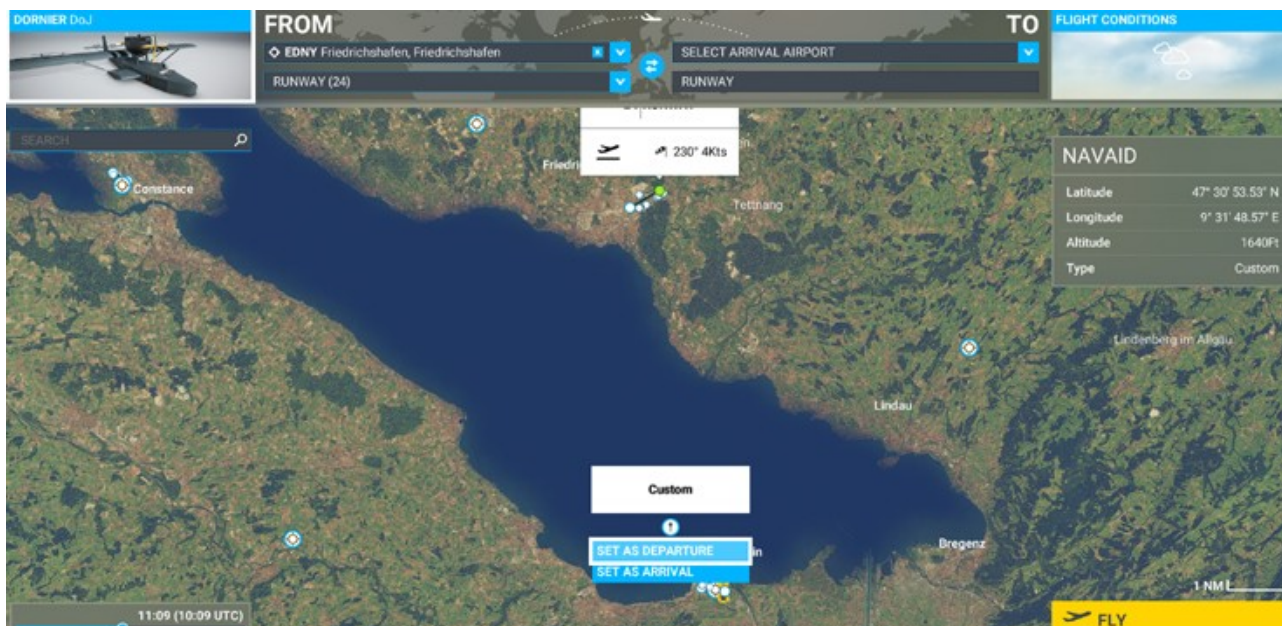 DORNIER DoJ
FROM
TO
FLIGHT CONDITIONS
EDNY Friedrichshafen, Friedrichshafen
SELECT ARRIVAL AIRPORT
RUNWAY (24)
RUNWAY
SEARCH
230° 4Kts
Friedri
Constance
Tettnang
NAVAID
Latitude 47° 30' 53.53" N
Longitude 9° 31' 48.57" E
Altitude 1640Ft
Type Custom
Lindenberg im Allgäu
Lindau
Custom
SET AS DEPARTURE
in
SET AS ARRIVAL
Bregenz
1 NM
11:09 (10:09 UTC)
FLY